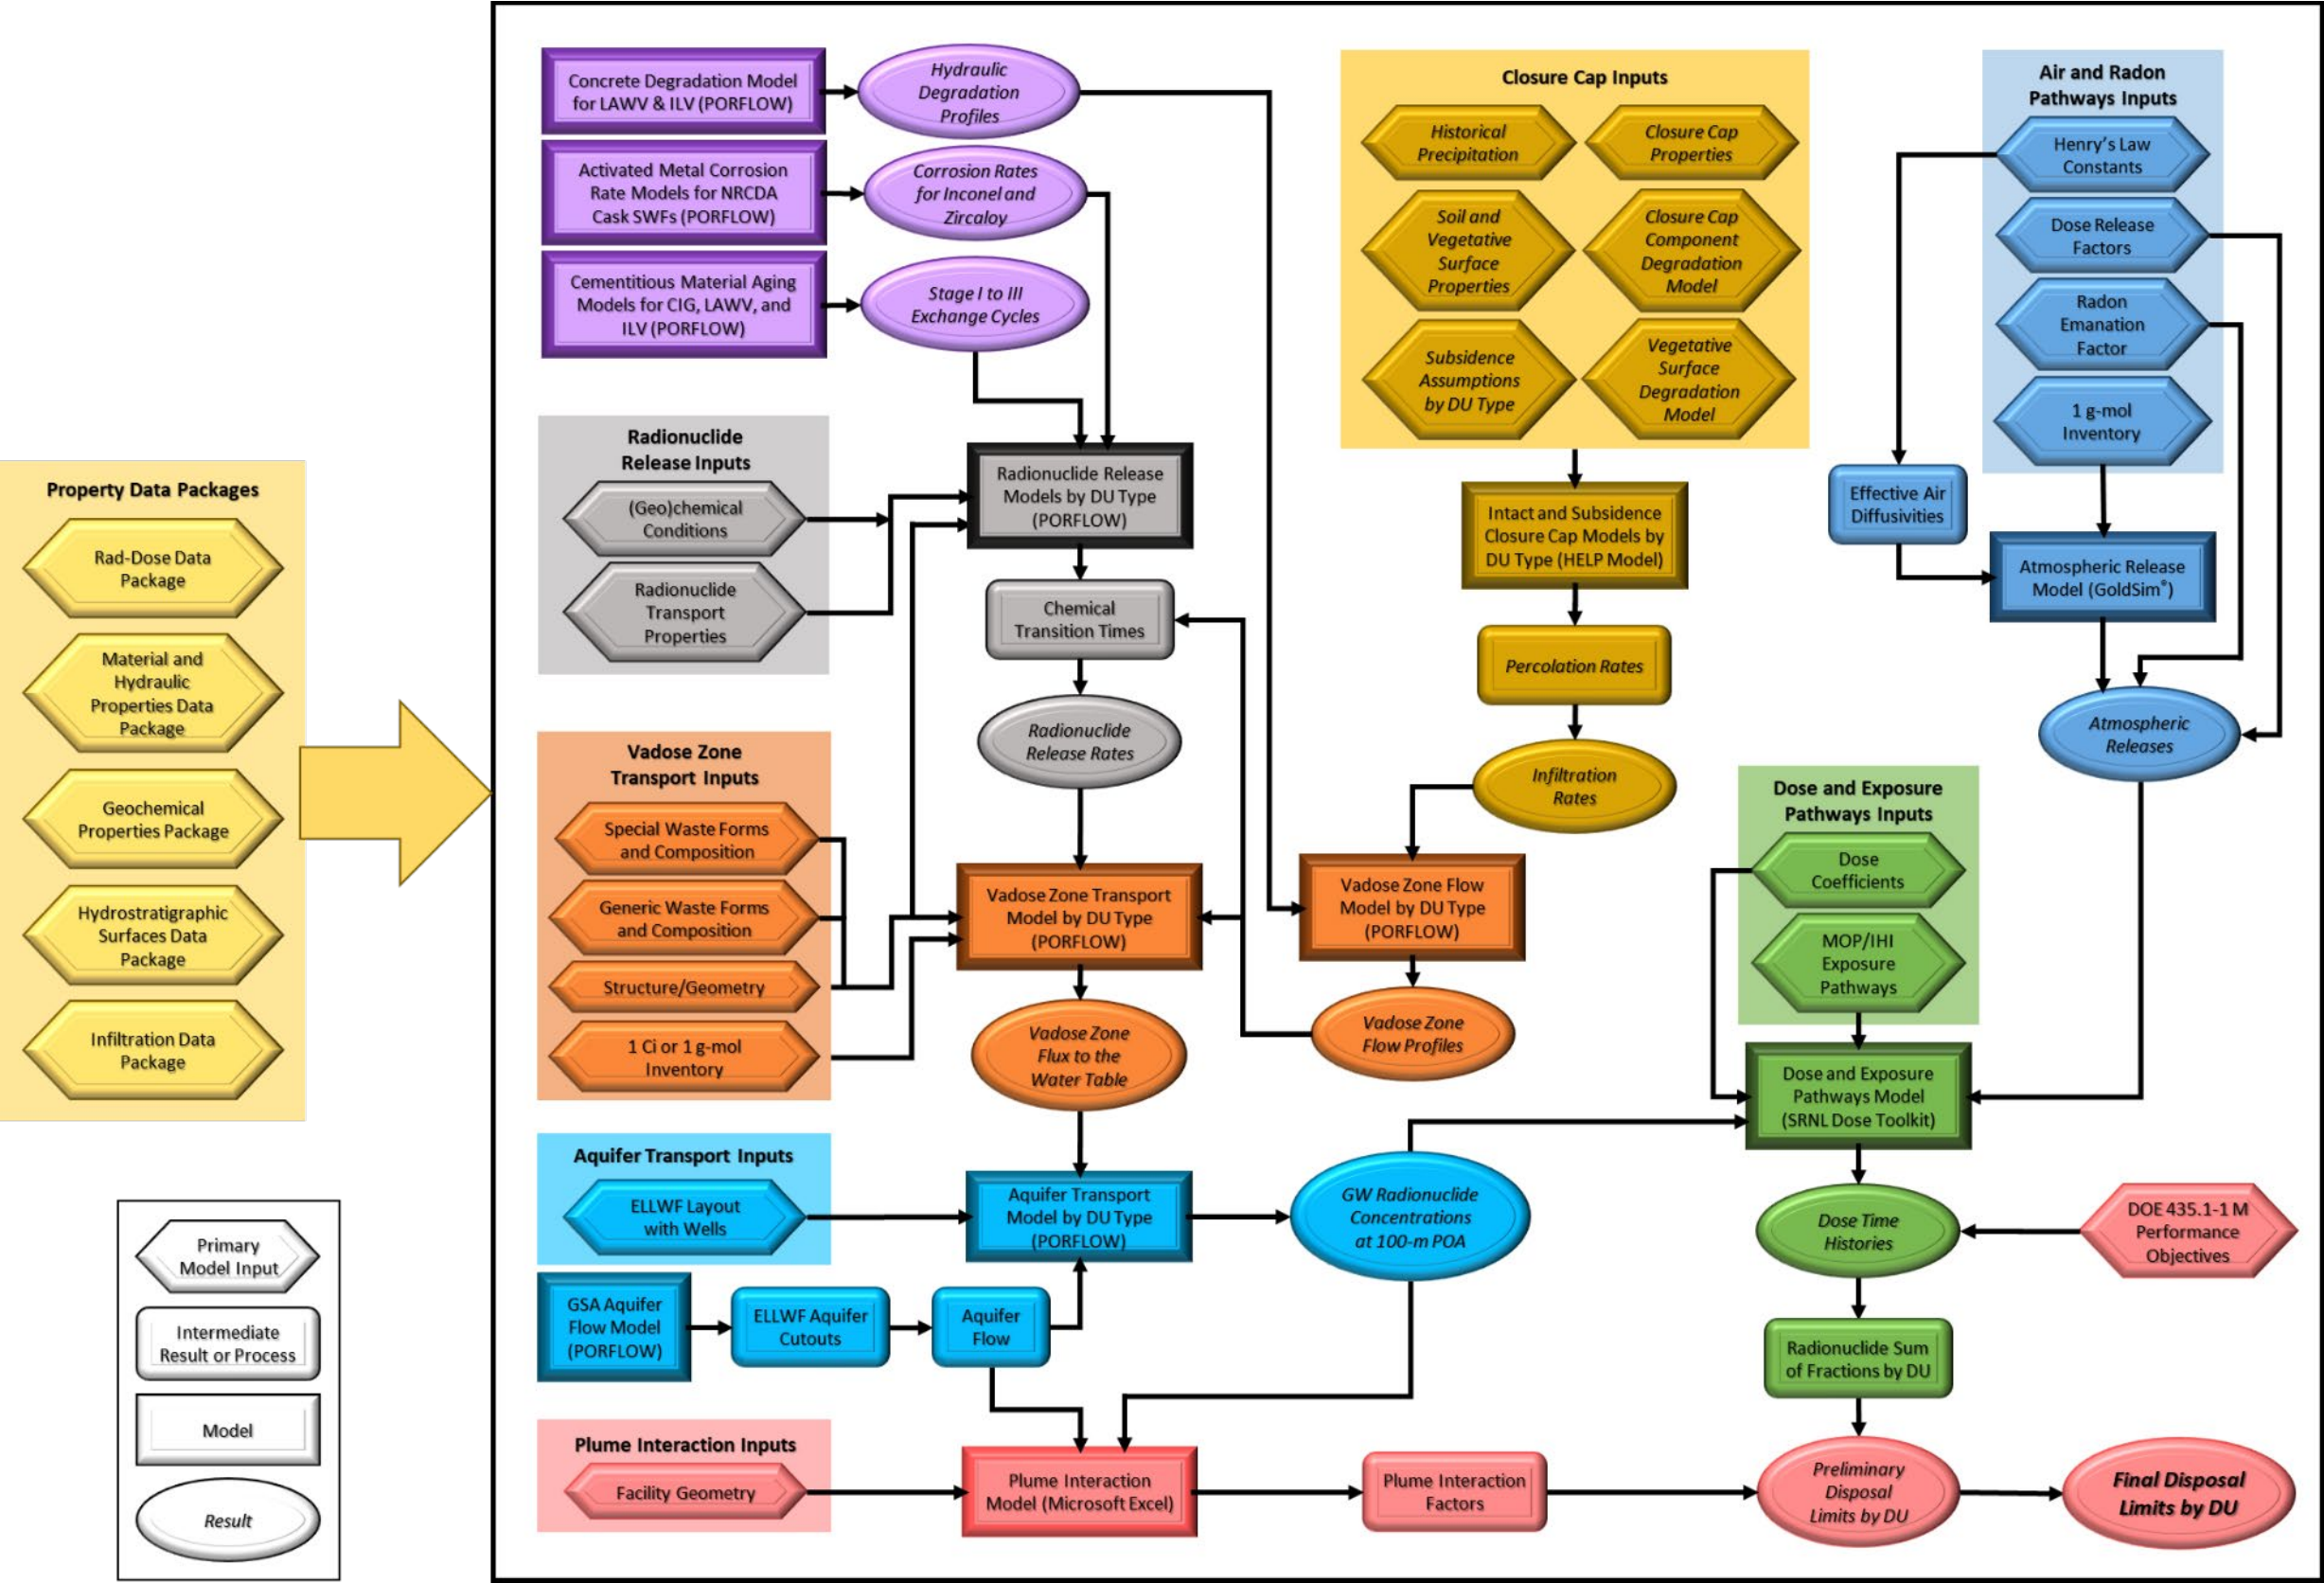 Property Data Packages
Rad-Dose Data
Package
Material and
Hydraulic
Properties Data
Package
Geochemical
Properties Package
Hydrostratigraphic
Surfaces Data
Package
Infiltration Data
Package
Primary
Model Input
Intermediate
Result or Process
Model
Result
Concrete Degradation Model
for LAWV & ILV (PORFLOW)
Hydraulic
Degradation
Profiles
Activated Metal Corrosion
Rate Models for NRCDA
Cask SWFs (PORFLOW)
Corrosion Rates
for Inconel and
Zircaloy
Cementitious Material Aging
Models for CIG, LAWV, and
ILV (PORFLOW)
Stage I to III
Exchange Cycles
Radionuclide
Release Inputs
(Geo)chemical
Conditions
Radionuclide
Transport
Properties
Radionuclide Release
Models by DU Type
(PORFLOW)
Chemical
Transition Times
Radionuclide
Release Rates
Vadose Zone
Transport Inputs
Special Waste Forms
and Composition
Generic Waste Forms
and Composition
Structure/Geometry
1 Ci or 1 g-mol
Inventory
Vadose Zone Transport
Model by DU Type
(PORFLOW)
Vadose Zone
Flux to the
Water Table
Aquifer Transport Inputs
ELLWF Layout
with Wells
Aquifer Transport
Model by DU Type
(PORFLOW)
GW Radionuclide
Concentrations
at 100-m POA
GSA Aquifer
Flow Model
(PORFLOW)
ELLWF Aquifer
Cutouts
Aquifer
Flow
Plume Interaction Inputs
Facility Geometry
Plume Interaction
Model (Microsoft Excel)
Plume Interaction
Factors
Closure Cap Inputs
Historical
Precipitation
Closure Cap
Properties
Soil and
Vegetative
Surface
Properties
Closure Cap
Component
Degradation
Model
Subsidence
Assumptions
by DU Type
Vegetative
Surface
Degradation
Model
Intact and Subsidence
Closure Cap Models by
DU Type (HELP Model)
Percolation Rates
Infiltration
Rates
Vadose Zone Flow
Model by DU Type
(PORFLOW)
Vadose Zone
Flow Profiles
Air and Radon
Pathways Inputs
Henry's Law
Constants
Dose Release
Factors
Radon
Emanation
Factor
1 g-mol
Inventory
Effective Air
Diffusivities
Atmospheric Release
Model (GoldSim®)
Atmospheric
Releases
Dose and Exposure
Pathways Inputs
Dose
Coefficients
MOP/IHI
Exposure
Pathways
Dose and Exposure
Pathways Model
(SRNL Dose Toolkit)
Dose Time
Histories
DOE 435.1-1 M
Performance
Objectives
Radionuclide Sum
of Fractions by DU
Preliminary
Disposal
Limits by DU
Final Disposal
Limits by DU